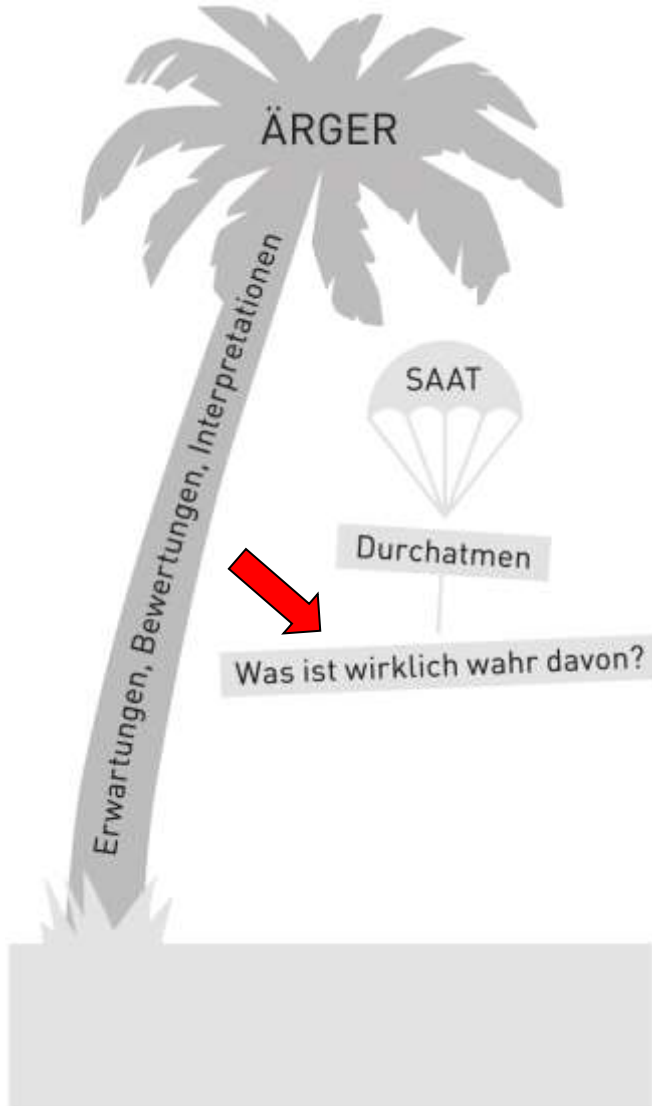 ÄRGER
Erwartungen, Bewertungen, Interpretationen
SAAT
Durchatmen
Was ist wirklich wahr davon?